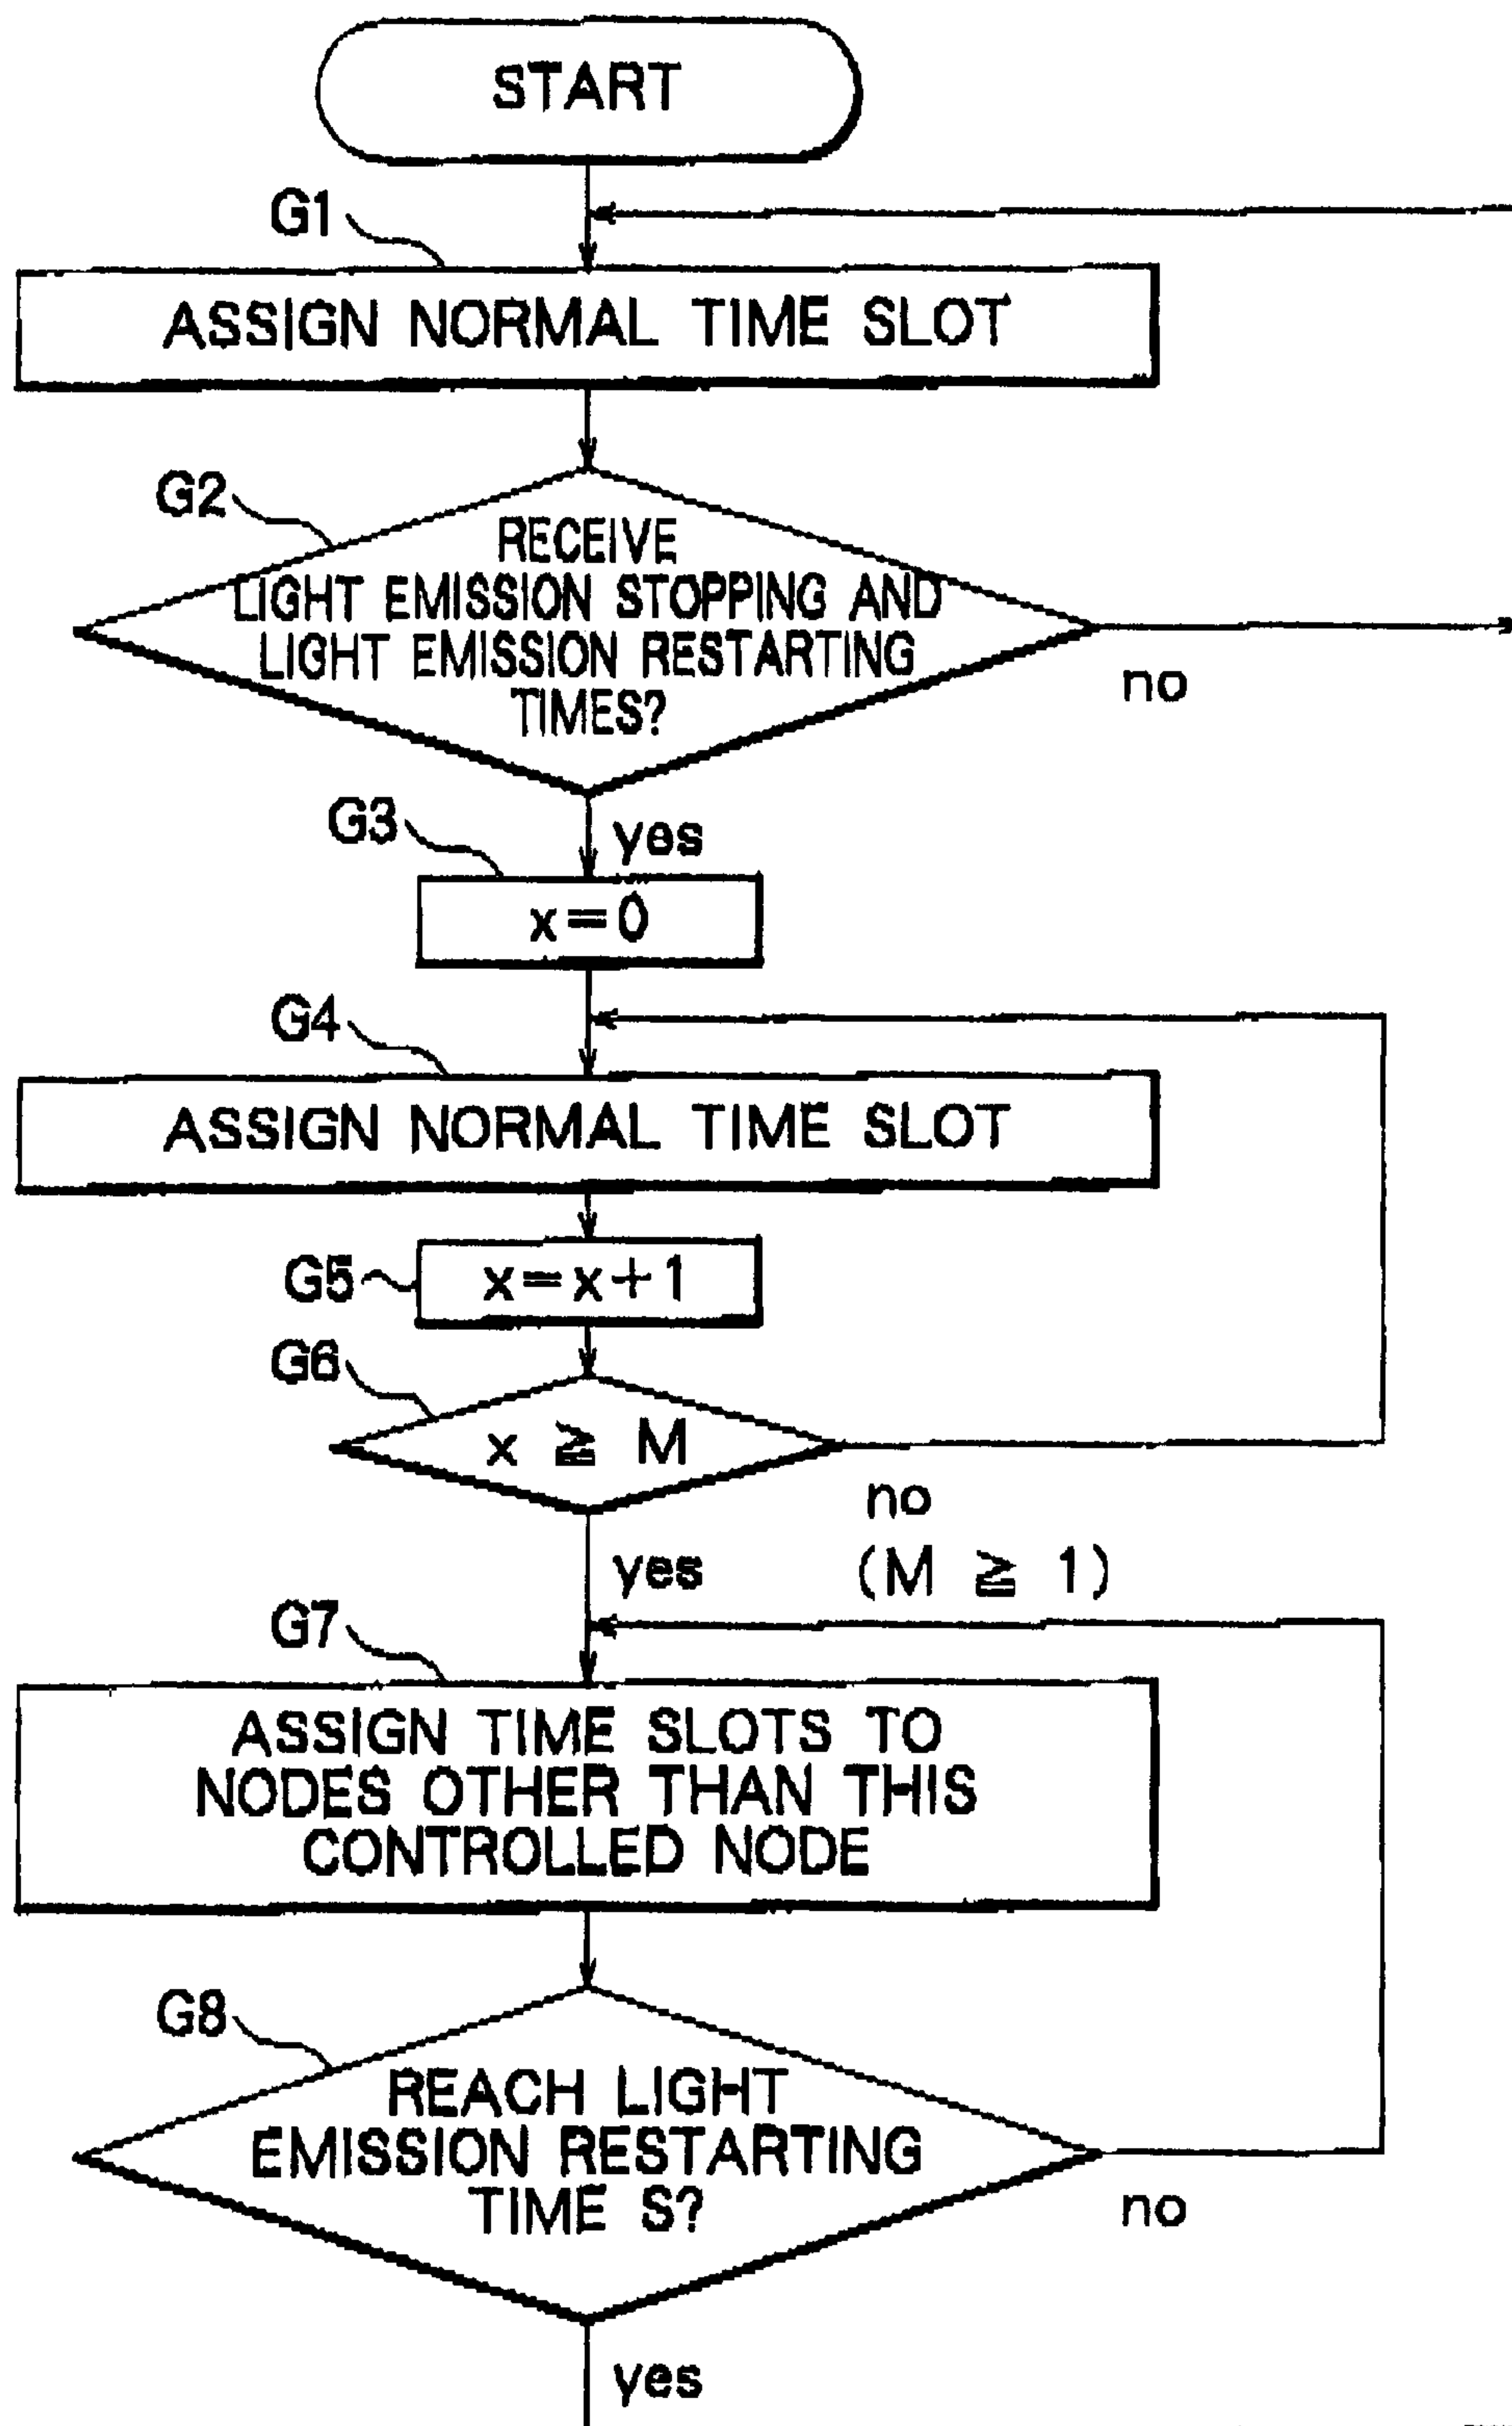 START
G1
ASSIGN NORMAL TIME SLOT
G2
RECEIVE
LIGHT EMISSION STOPPING AND
LIGHT EMISSION RESTARTING
TIMES?
no
G3
yes
x=0
G4
ASSIGN NORMAL TIME SLOT
G5
x=x+1
G6
x ≧ M
no
yes
(M ≧ 1)
G7
ASSIGN TIME SLOTS TO
NODES OTHER THAN THIS
CONTROLLED NODE
G8
REACH LIGHT
EMISSION RESTARTING
TIME S?
no
yes